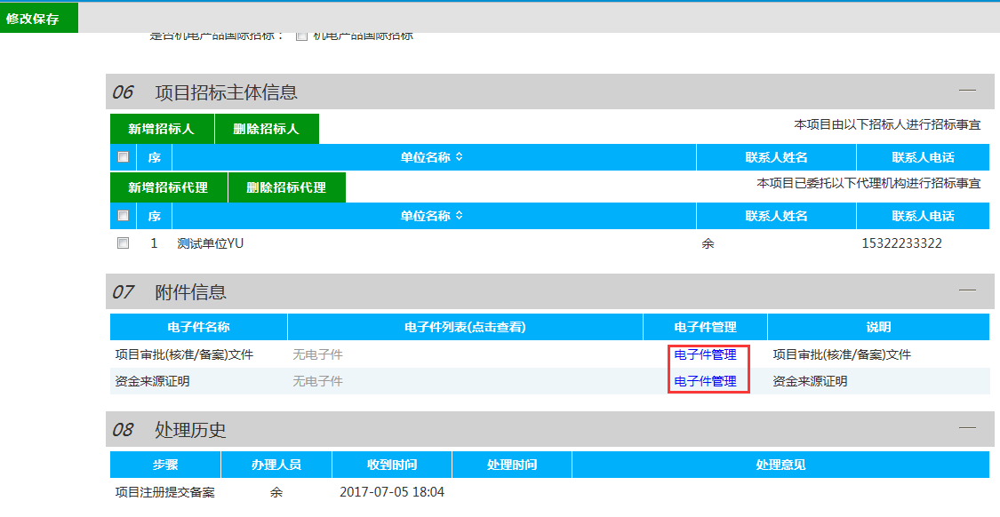 修改保存
是否机电产品国际招标： 机电产品国际招标
06 项目招标主体信息
新增招标人 删除招标人 本项目由以下招标人进行招标事宜
序 单位名称 联系人姓名 联系人电话
新增招标代理 删除招标代理 本项目已委托以下代理机构进行招标事宜
序 单位名称 联系人姓名 联系人电话
1 测试单位YU 余 15322233322
07 附件信息
电子件名称 电子件列表(点击查看) 电子件管理 说明
项目审批(核准/备案)文件 无电子件 电子件管理 项目审批(核准/备案)文件
资金来源证明 无电子件 电子件管理 资金来源证明
08 处理历史
步骤 办理人员 收到时间 处理时间 处理意见
项目注册提交备案 余 2017-07-05 18:04